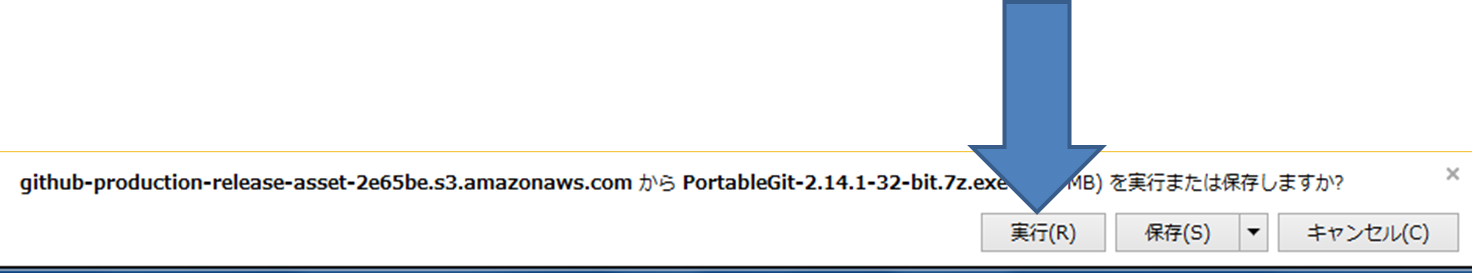 github-production-release-asset-2e65be.s3.amazonaws.com から PortableGit-2.14.1-32-bit.7z.exe MB) を実行または保存しますか?
実行(R) 保存(S) キャンセル(C)